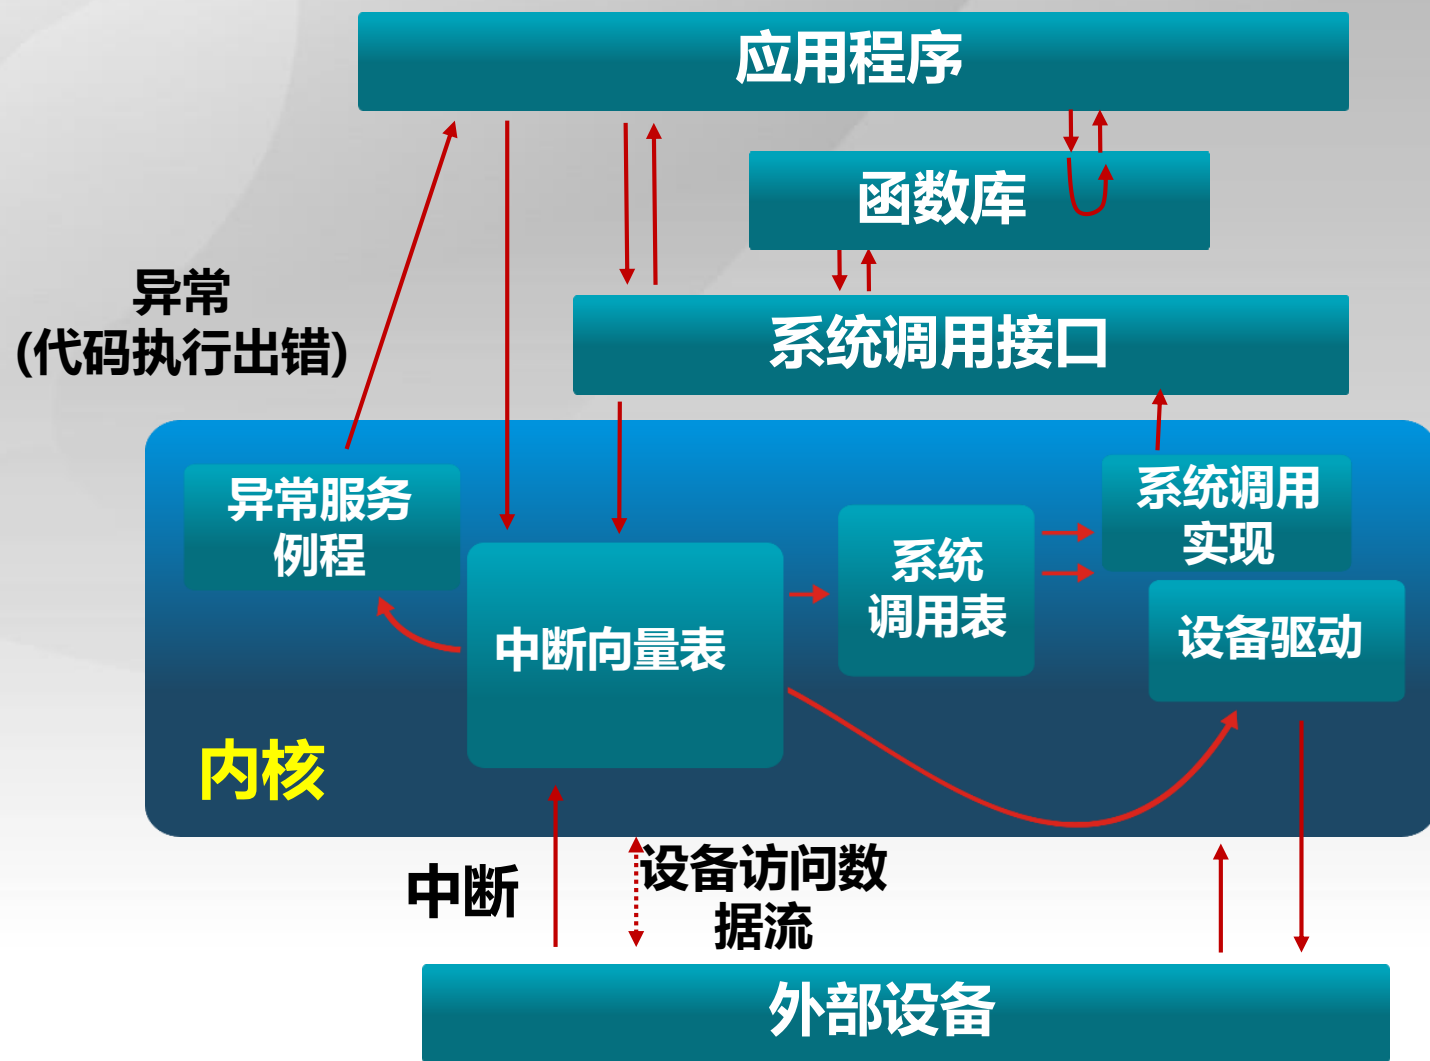 应用程序
函数库
异常
(代码执行出错)
系统调用接口
异常服务
例程
系统调用
实现
系统
调用表
中断向量表
设备驱动
内核
中断
设备访问数
据流
外部设备